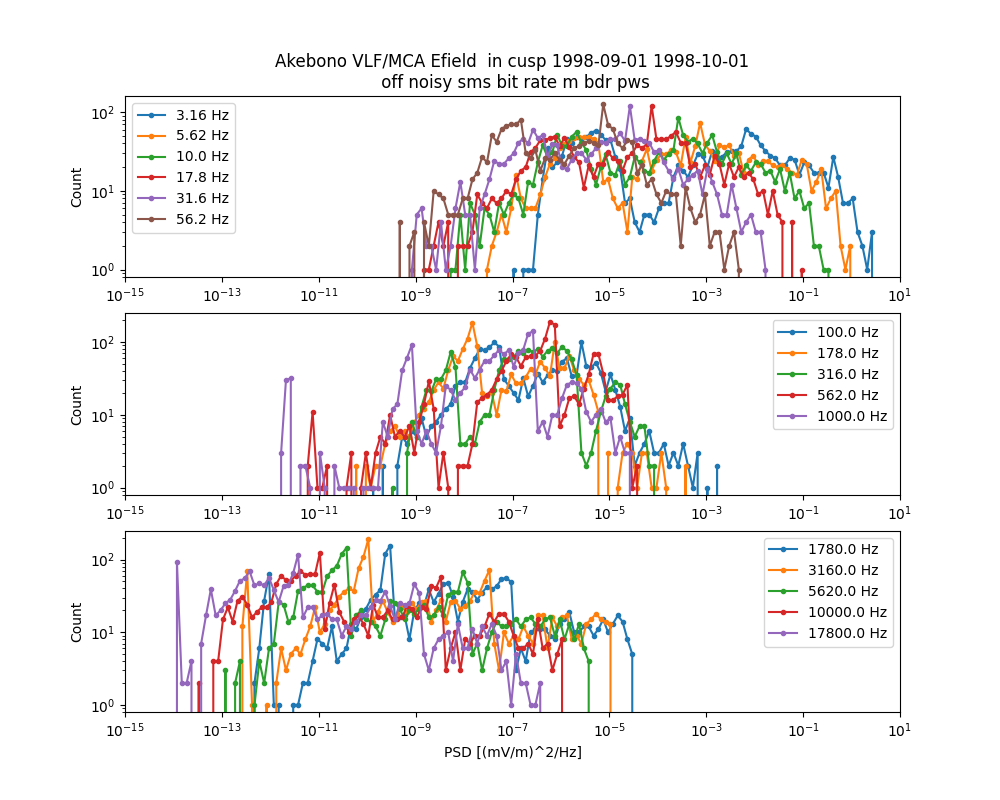 Akebono VLF/MCA Efield  in cusp 1998-09-01 1998-10-01
off noisy sms bit rate m bdr pws
Count
10^2
10^1
10^0
3.16 Hz
5.62 Hz
10.0 Hz
17.8 Hz
31.6 Hz
56.2 Hz
10^-15 10^-13 10^-11 10^-9 10^-7 10^-5 10^-3 10^-1 10^1
Count
10^2
10^1
10^0
100.0 Hz
178.0 Hz
316.0 Hz
562.0 Hz
1000.0 Hz
10^-15 10^-13 10^-11 10^-9 10^-7 10^-5 10^-3 10^-1 10^1
Count
10^2
10^1
10^0
1780.0 Hz
3160.0 Hz
5620.0 Hz
10000.0 Hz
17800.0 Hz
10^-15 10^-13 10^-11 10^-9 10^-7 10^-5 10^-3 10^-1 10^1
PSD [(mV/m)^2/Hz]